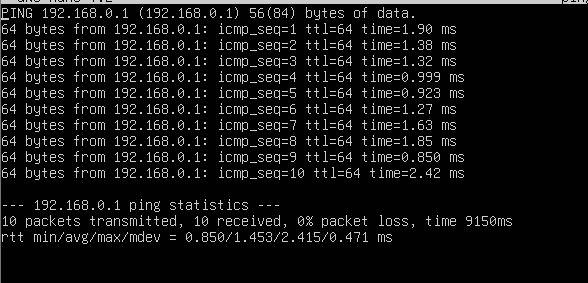 PING 192.168.0.1 (192.168.0.1) 56(84) bytes of data.
64 bytes from 192.168.0.1: icmp_seq=1 ttl=64 time=1.90 ms
64 bytes from 192.168.0.1: icmp_seq=2 ttl=64 time=1.38 ms
64 bytes from 192.168.0.1: icmp_seq=3 ttl=64 time=1.32 ms
64 bytes from 192.168.0.1: icmp_seq=4 ttl=64 time=0.999 ms
64 bytes from 192.168.0.1: icmp_seq=5 ttl=64 time=0.923 ms
64 bytes from 192.168.0.1: icmp_seq=6 ttl=64 time=1.27 ms
64 bytes from 192.168.0.1: icmp_seq=7 ttl=64 time=1.63 ms
64 bytes from 192.168.0.1: icmp_seq=8 ttl=64 time=1.85 ms
64 bytes from 192.168.0.1: icmp_seq=9 ttl=64 time=0.850 ms
64 bytes from 192.168.0.1: icmp_seq=10 ttl=64 time=2.42 ms
--- 192.168.0.1 ping statistics ---
10 packets transmitted, 10 received, 0% packet loss, time 9150ms
rtt min/avg/max/mdev = 0.850/1.453/2.415/0.471 ms